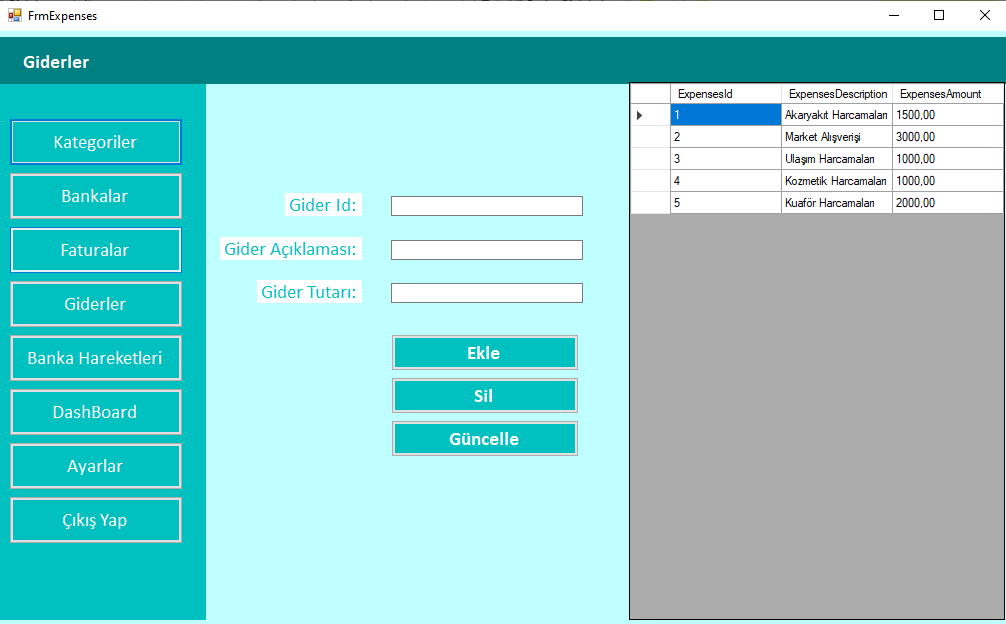 FrmExpenses
Giderler
Kategoriler
Bankalar
Faturalar
Giderler
Banka Hareketleri
DashBoard
Ayarlar
Çıkış Yap
Gider Id:
Gider Açıklaması:
Gider Tutarı:
Ekle
Sil
Güncelle
ExpensesId ExpensesDescription ExpensesAmount
1 Akaryakıt Harcamaları 1500,00
2 Market Alışverişi 3000,00
3 Ulaşım Harcamaları 1000,00
4 Kozmetik Harcamaları 1000,00
5 Kuaför Harcamaları 2000,00